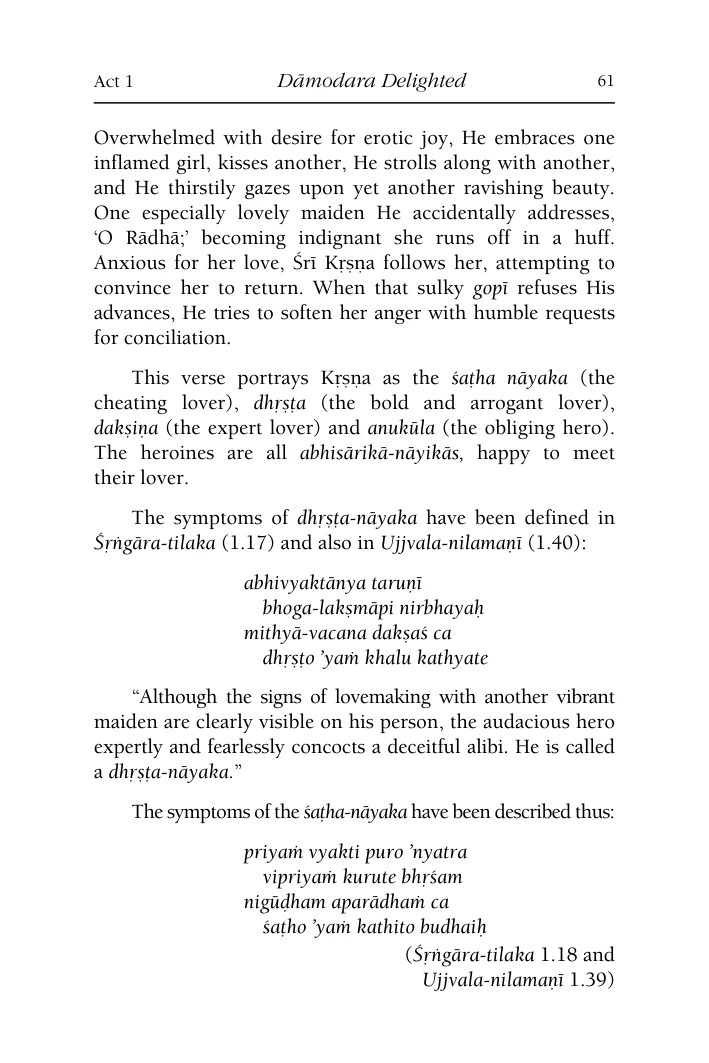 Act 1 Dāmodara Delighted 61
Overwhelmed with desire for erotic joy, He embraces one
inflamed girl, kisses another, He strolls along with another,
and He thirstily gazes upon yet another ravishing beauty.
One especially lovely maiden He accidentally addresses,
‘O Rādhā;’ becoming indignant she runs off in a huff.
Anxious for her love, Śrī Kṛṣṇa follows her, attempting to
convince her to return. When that sulky gopī refuses His
advances, He tries to soften her anger with humble requests
for conciliation.
This verse portrays Kṛṣṇa as the śaṭha nāyaka (the
cheating lover), dhṛṣṭa (the bold and arrogant lover),
dakṣiṇa (the expert lover) and anukūla (the obliging hero).
The heroines are all abhisārikā-nāyikās, happy to meet
their lover.
The symptoms of dhṛṣṭa-nāyaka have been defined in
Śṛṅgāra-tilaka (1.17) and also in Ujjvala-nilamaṇī (1.40):
abhivyaktānya taruṇī
bhoga-lakṣmāpi nirbhayaḥ
mithyā-vacana dakṣaś ca
dhṛṣṭo ’yaṁ khalu kathyate
“Although the signs of lovemaking with another vibrant
maiden are clearly visible on his person, the audacious hero
expertly and fearlessly concocts a deceitful alibi. He is called
a dhṛṣṭa-nāyaka.”
The symptoms of the śaṭha-nāyaka have been described thus:
priyaṁ vyakti puro ’nyatra
vipriyaṁ kurute bhṛśam
nigūḍham aparādhaṁ ca
śaṭho ’yaṁ kathito budhaiḥ
(Śṛṅgāra-tilaka 1.18 and
Ujjvala-nilamaṇī 1.39)